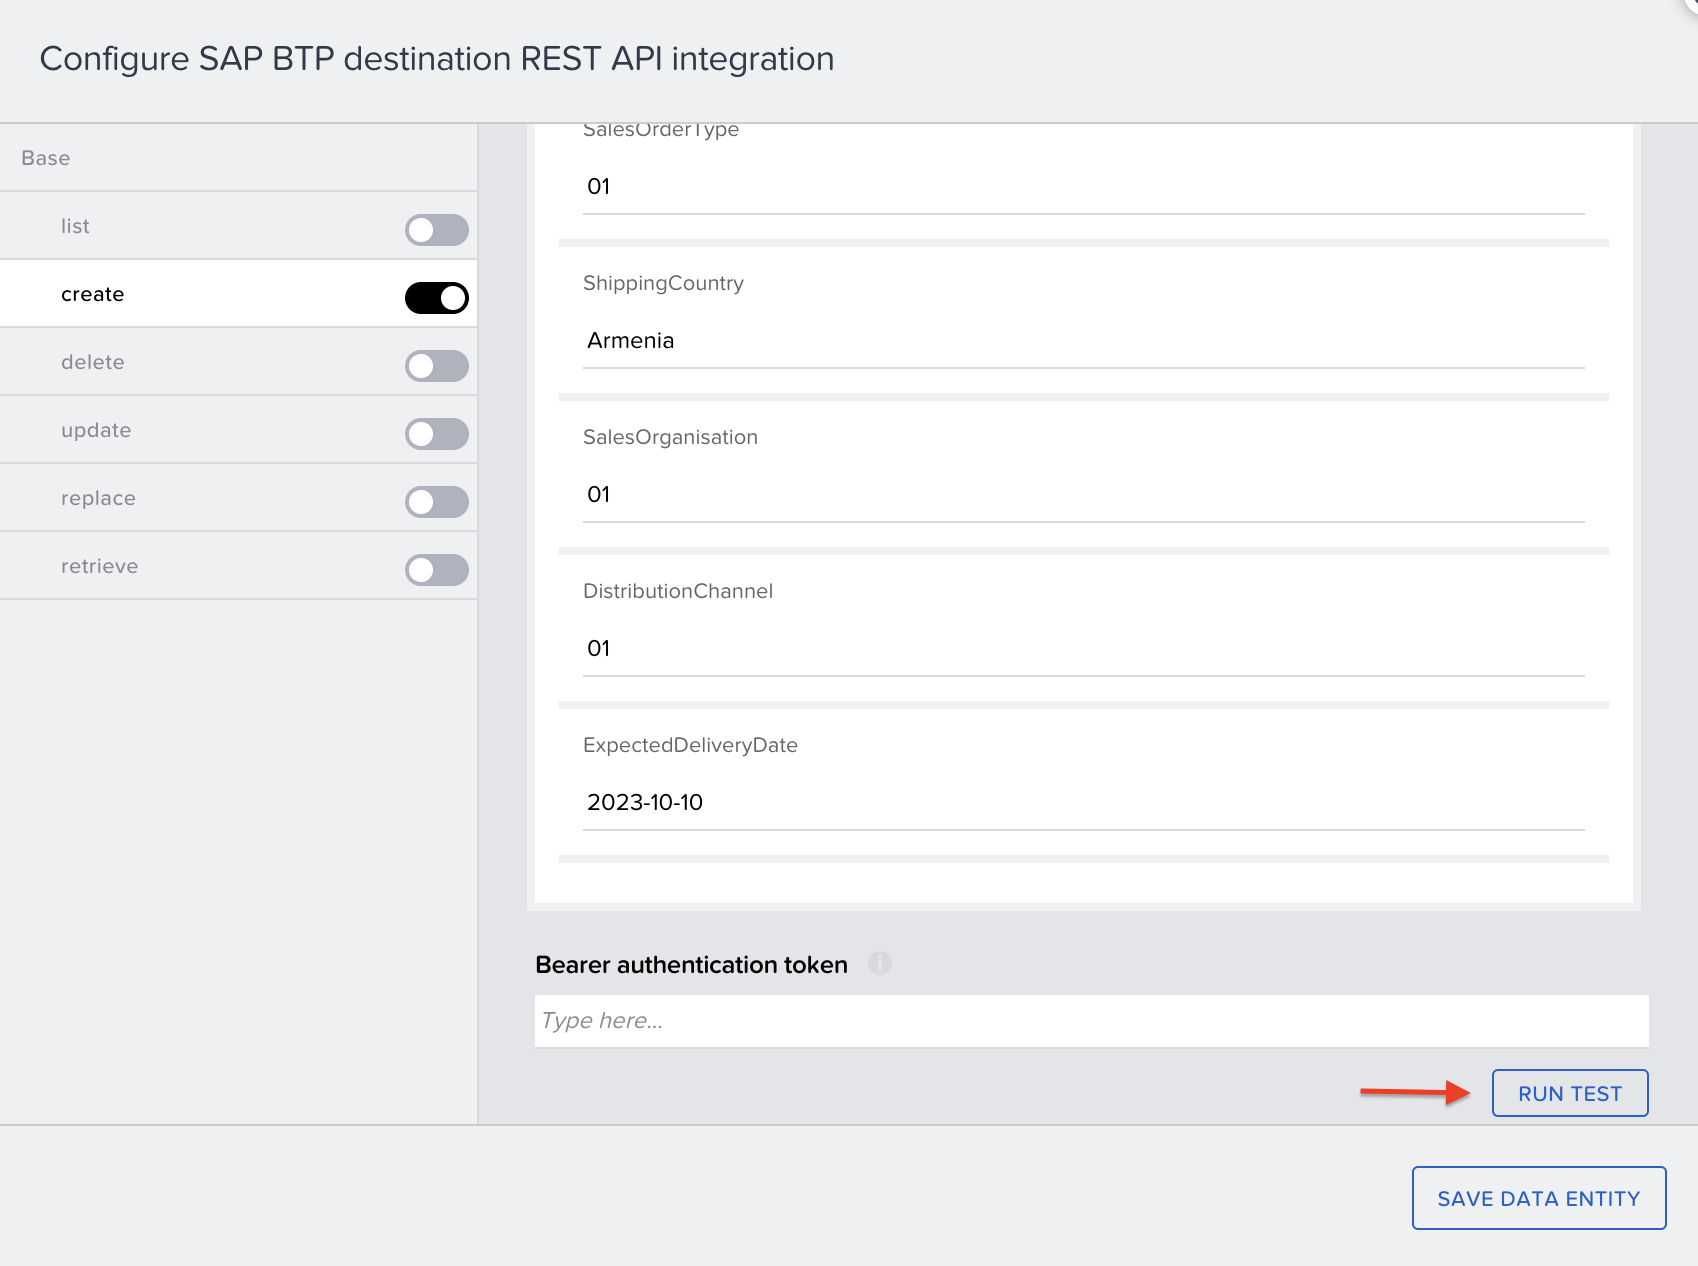 Configure SAP BTP destination REST API integration
Base
list
create
delete
update
replace
retrieve
SalesOrderType
01
ShippingCountry
Armenia
SalesOrganisation
01
DistributionChannel
01
ExpectedDeliveryDate
2023-10-10
Bearer authentication token
Type here...
RUN TEST
SAVE DATA ENTITY